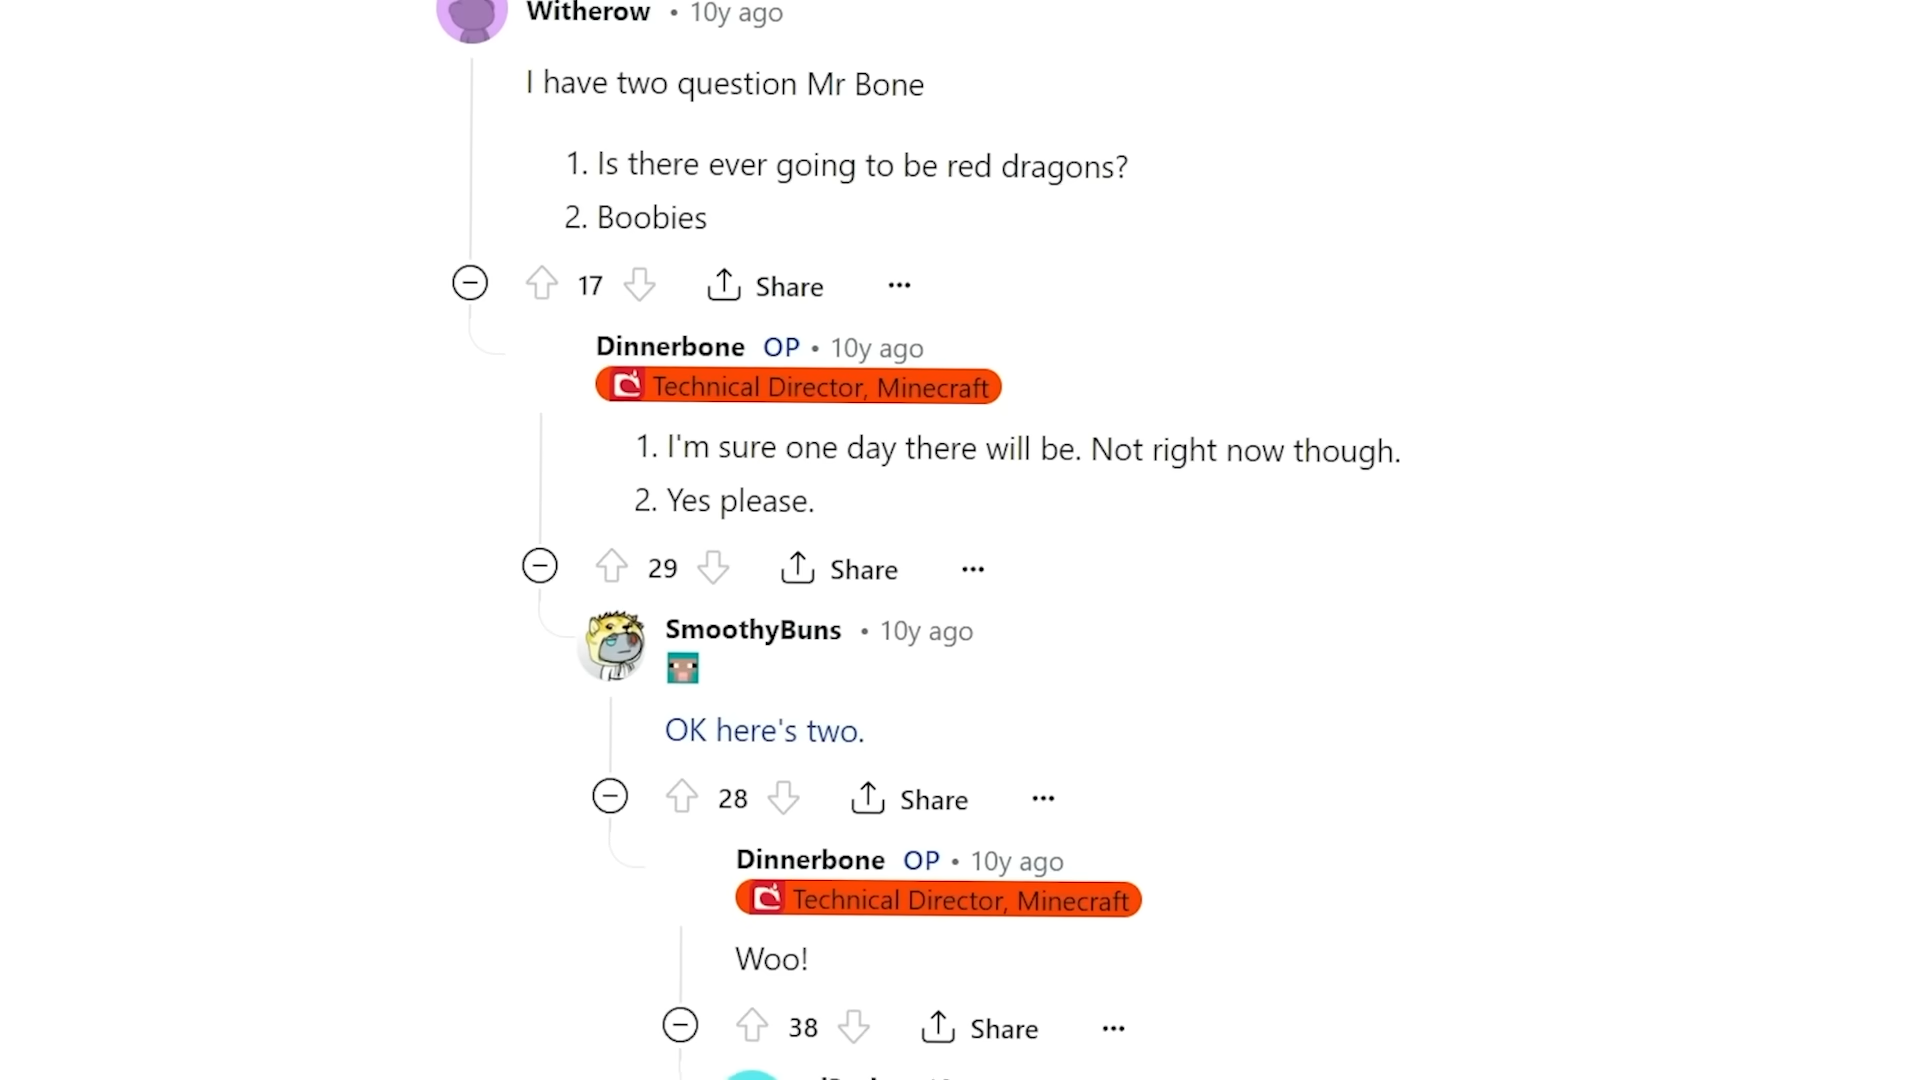 Witherow • 10y ago
I have two question Mr Bone
1. Is there ever going to be red dragons?
2. Boobies
17 Share ...
Dinnerbone OP • 10y ago
Technical Director, Minecraft
1. I'm sure one day there will be. Not right now though.
2. Yes please.
29 Share ...
SmoothyBuns • 10y ago
OK here's two.
28 Share ...
Dinnerbone OP • 10y ago
Technical Director, Minecraft
Woo!
38 Share ...